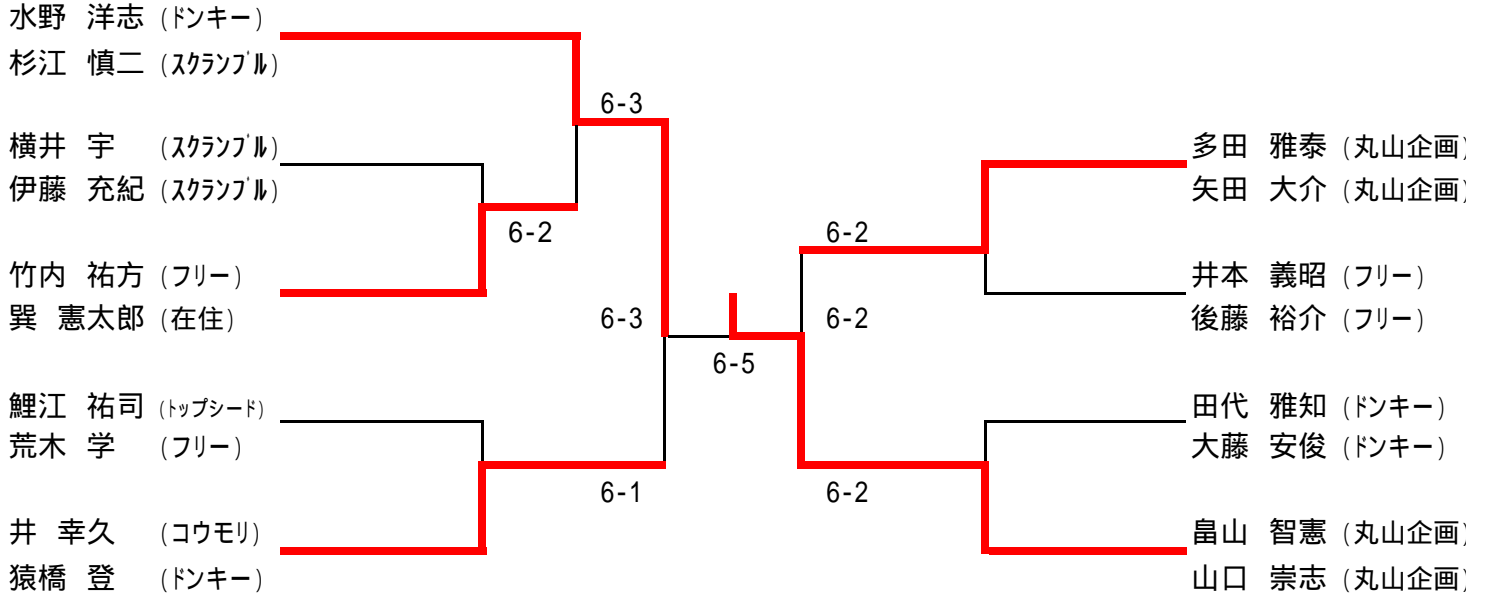 水野 洋志 (ドンキー)
杉江 慎二 (スクランブル)
6-3
横井 宇 (スクランブル)
伊藤 充紀 (スクランブル)
6-2
竹内 祐方 (フリー)
巽 憲太郎 (在住)
6-3
鯉江 祐司 (トップシード)
荒木 学 (フリー)
6-1
井 幸久 (コウモリ)
猿橋 登 (ドンキー)
6-5
多田 雅泰 (丸山企画)
矢田 大介 (丸山企画)
6-2
井本 義昭 (フリー)
後藤 裕介 (フリー)
6-2
田代 雅知 (ドンキー)
大藤 安俊 (ドンキー)
6-2
畠山 智憲 (丸山企画)
山口 崇志 (丸山企画)